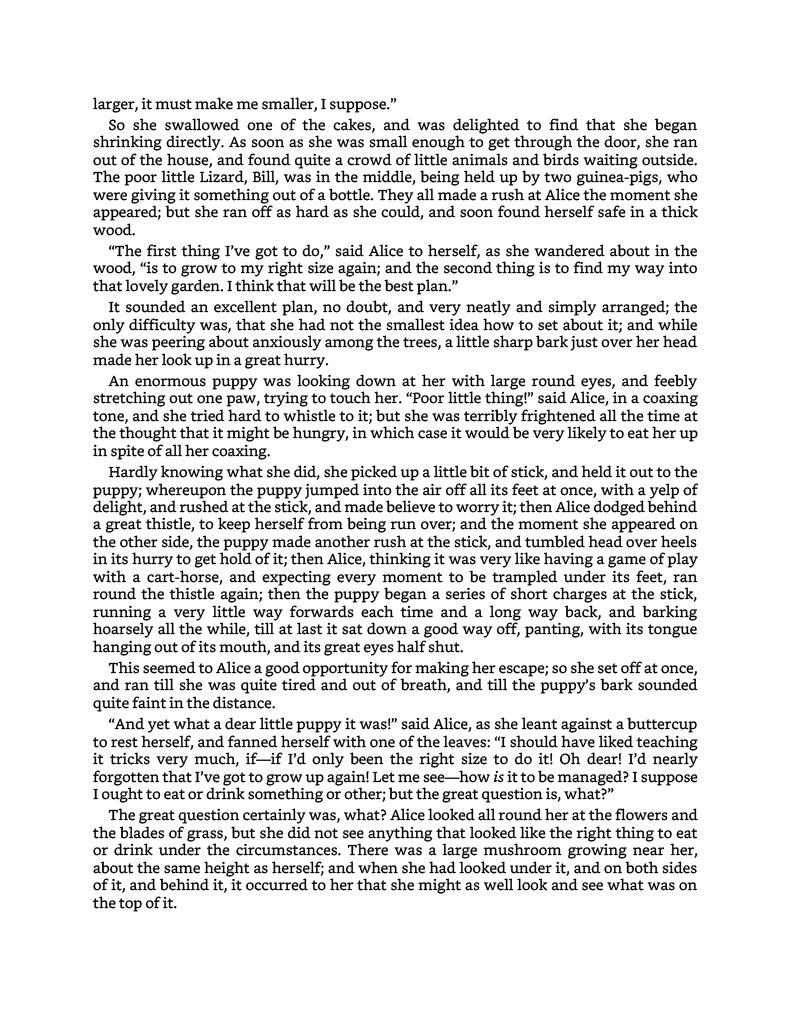 larger, it must make me smaller, I suppose.”
So she swallowed one of the cakes, and was delighted to find that she began
shrinking directly. As soon as she was small enough to get through the door, she ran
out of the house, and found quite a crowd of little animals and birds waiting outside.
The poor little Lizard, Bill, was in the middle, being held up by two guinea-pigs, who
were giving it something out of a bottle. They all made a rush at Alice the moment she
appeared; but she ran off as hard as she could, and soon found herself safe in a thick
wood.
“The first thing I’ve got to do,” said Alice to herself, as she wandered about in the
wood, “is to grow to my right size again; and the second thing is to find my way into
that lovely garden. I think that will be the best plan.”
It sounded an excellent plan, no doubt, and very neatly and simply arranged; the
only difficulty was, that she had not the smallest idea how to set about it; and while
she was peering about anxiously among the trees, a little sharp bark just over her head
made her look up in a great hurry.
An enormous puppy was looking down at her with large round eyes, and feebly
stretching out one paw, trying to touch her. “Poor little thing!” said Alice, in a coaxing
tone, and she tried hard to whistle to it; but she was terribly frightened all the time at
the thought that it might be hungry, in which case it would be very likely to eat her up
in spite of all her coaxing.
Hardly knowing what she did, she picked up a little bit of stick, and held it out to the
puppy; whereupon the puppy jumped into the air off all its feet at once, with a yelp of
delight, and rushed at the stick, and made believe to worry it; then Alice dodged behind
a great thistle, to keep herself from being run over; and the moment she appeared on
the other side, the puppy made another rush at the stick, and tumbled head over heels
in its hurry to get hold of it; then Alice, thinking it was very like having a game of play
with a cart-horse, and expecting every moment to be trampled under its feet, ran
round the thistle again; then the puppy began a series of short charges at the stick,
running a very little way forwards each time and a long way back, and barking
hoarsely all the while, till at last it sat down a good way off, panting, with its tongue
hanging out of its mouth, and its great eyes half shut.
This seemed to Alice a good opportunity for making her escape; so she set off at once,
and ran till she was quite tired and out of breath, and till the puppy’s bark sounded
quite faint in the distance.
“And yet what a dear little puppy it was!” said Alice, as she leant against a buttercup
to rest herself, and fanned herself with one of the leaves: “I should have liked teaching
it tricks very much, if—if I’d only been the right size to do it! Oh dear! I’d nearly
forgotten that I’ve got to grow up again! Let me see—how is it to be managed? I suppose
I ought to eat or drink something or other; but the great question is, what?”
The great question certainly was, what? Alice looked all round her at the flowers and
the blades of grass, but she did not see anything that looked like the right thing to eat
or drink under the circumstances. There was a large mushroom growing near her,
about the same height as herself; and when she had looked under it, and on both sides
of it, and behind it, it occurred to her that she might as well look and see what was on
the top of it.